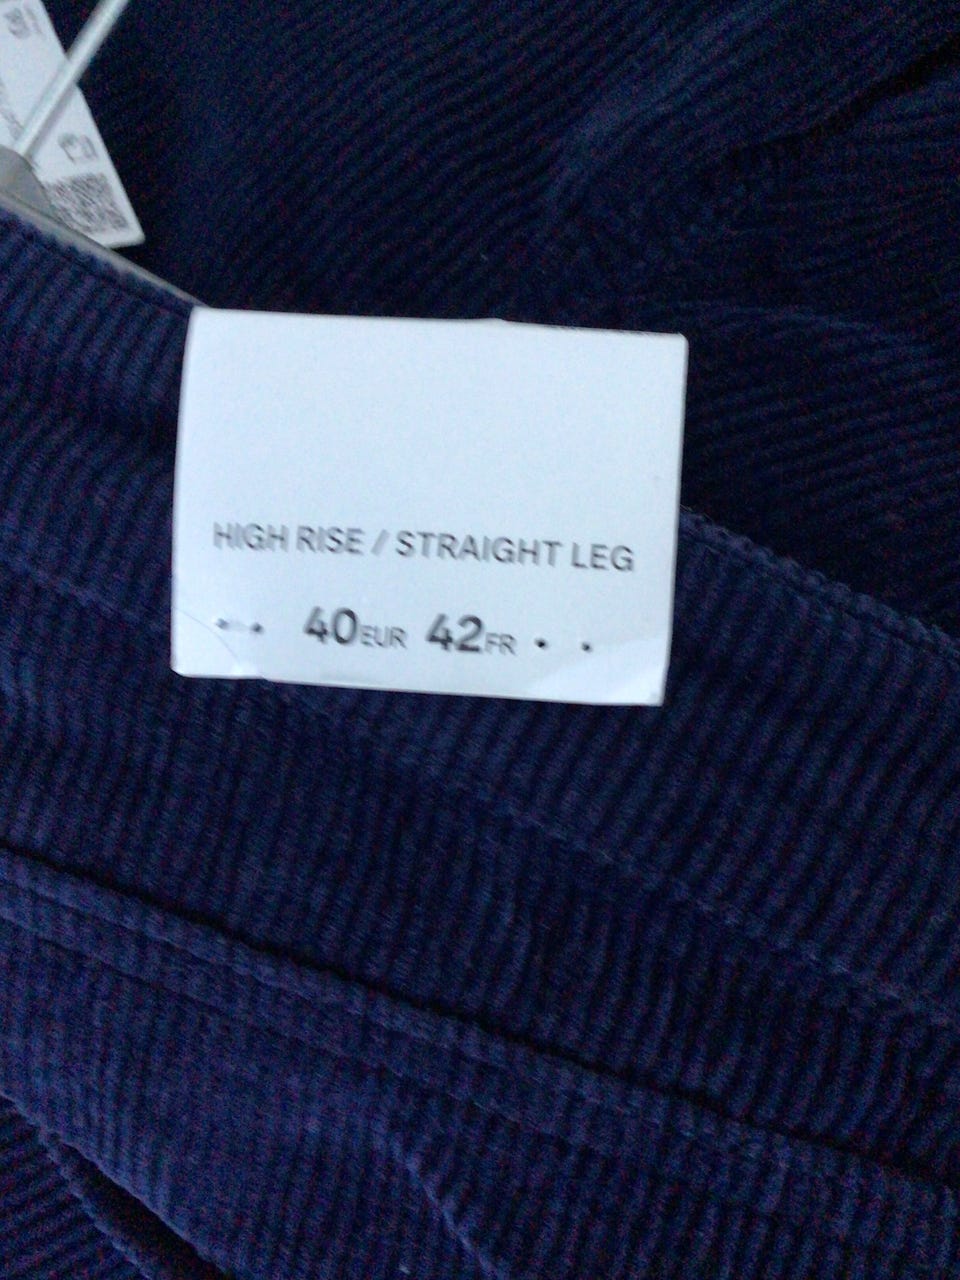 HIGH RISE / STRAIGHT LEG
• • 40EUR 42FR • •